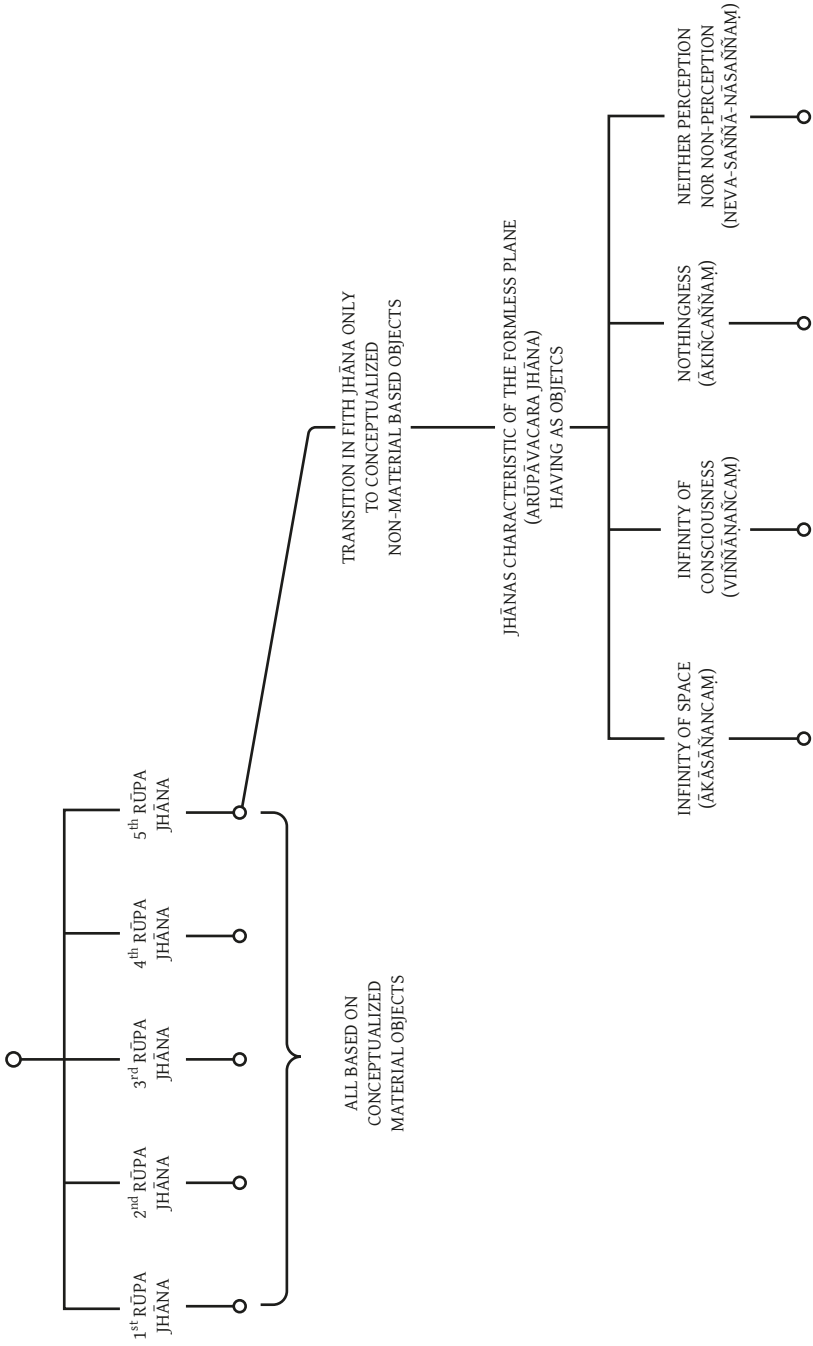 1st RŪPA
JHĀNA
2nd RŪPA
JHĀNA
3rd RŪPA
JHĀNA
4th RŪPA
JHĀNA
5th RŪPA
JHĀNA
ALL BASED ON
CONCEPTUALIZED
MATERIAL OBJECTS
TRANSITION IN FITH JHĀNA ONLY
TO CONCEPTUALIZED
NON-MATERIAL BASED OBJECTS
JHĀNAS CHARACTERISTIC OF THE FORMLESS PLANE
(ARŪPĀVACARA JHĀNA)
HAVING AS OBJETCS
INFINITY OF SPACE
(ĀKĀSĀÑANCAṂ)
INFINITY OF
CONSCIOUSNESS
(VIÑÑĀṆAÑCAṂ)
NOTHINGNESS
(ĀKIÑCAÑÑAṂ)
NEITHER PERCEPTION
NOR NON-PERCEPTION
(NEVA-SAÑÑĀ-NĀSAÑÑAṂ)